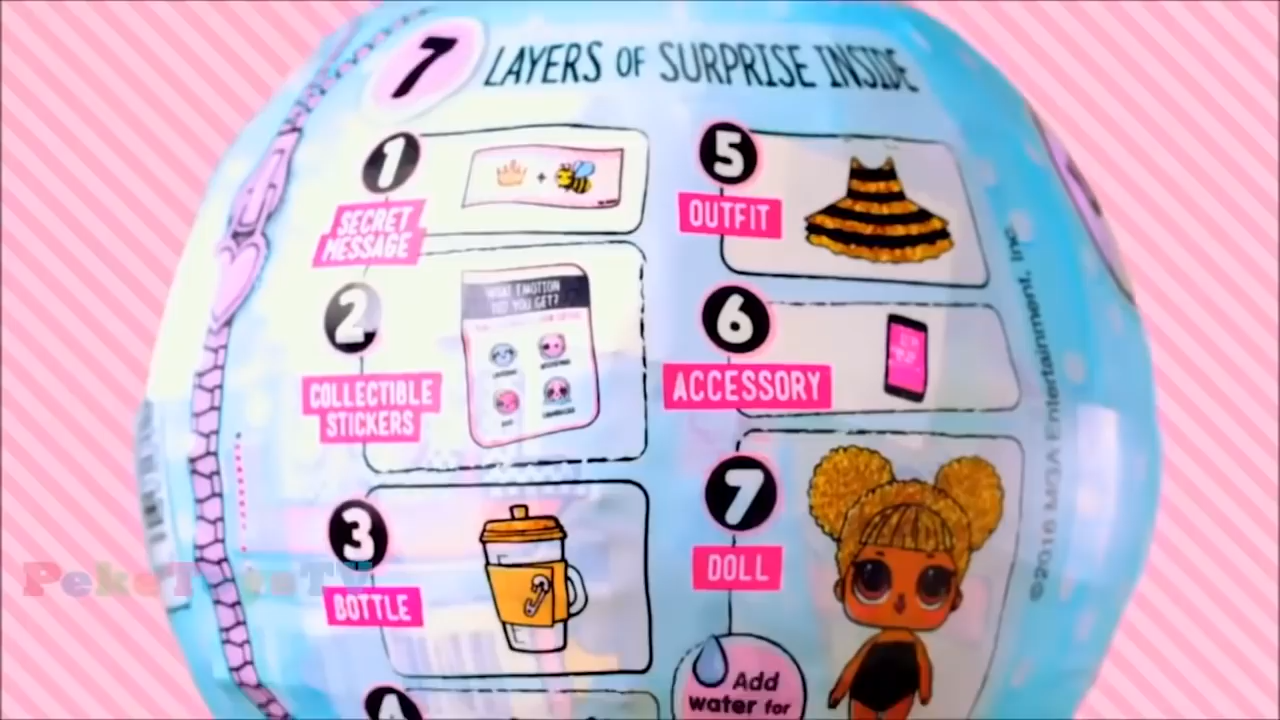 7 LAYERS OF SURPRISE INSIDE
1
SECRET
MESSAGE
2
COLLECTIBLE
STICKERS
WHAT EMOTION
DID YOU GET?
3
BOTTLE
4
5
OUTFIT
6
ACCESSORY
7
DOLL
Add
water for
©2016 MGA Entertainment, Inc.